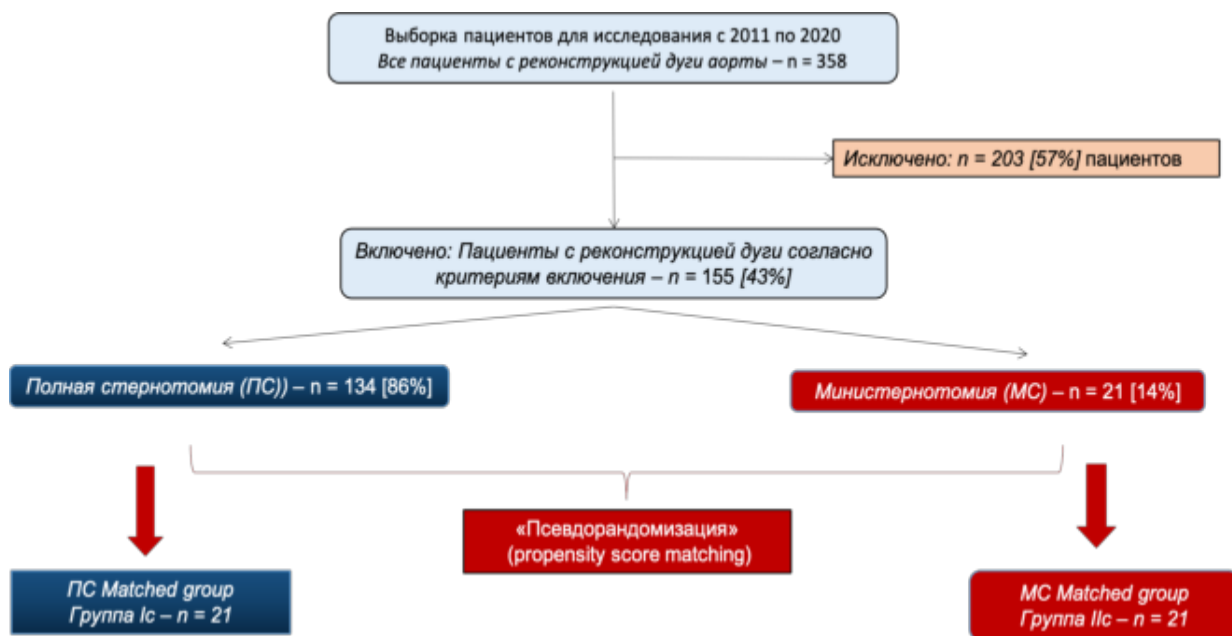 Выборка пациентов для исследования с 2011 по 2020
Все пациенты с реконструкцией дуги аорты – n = 358
Исключено: n = 203 [57%] пациентов
Включено: Пациенты с реконструкцией дуги согласно
критериям включения – n = 155 [43%]
Полная стернотомия (ПС)) – n = 134 [86%]
Министернотомия (МС) – n = 21 [14%]
«Псевдорандомизация»
(propensity score matching)
ПС Matched group
Группа Ic – n = 21
МС Matched group
Группа IIc – n = 21